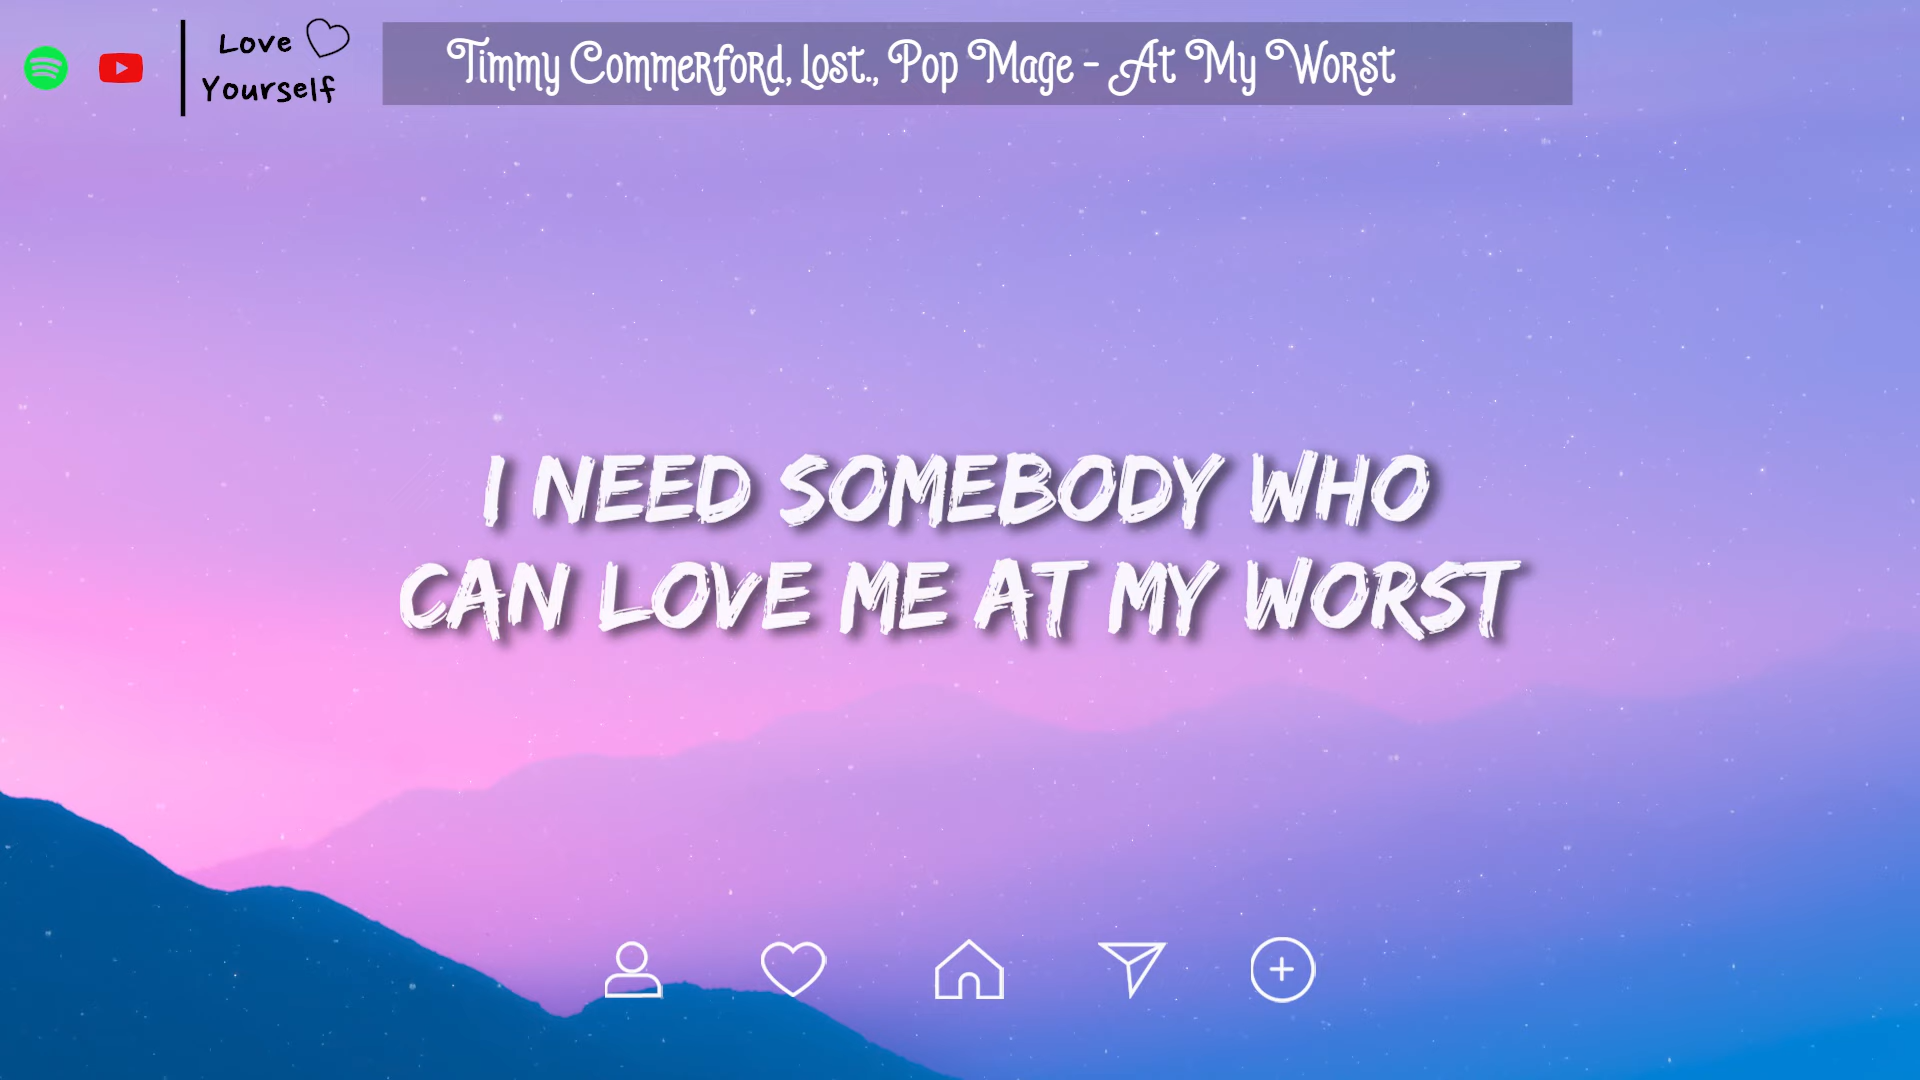 Love
Yourself
Timmy Commerford, Lost., Pop Mage - At My Worst
I NEED SOMEBODY WHO
CAN LOVE ME AT MY WORST